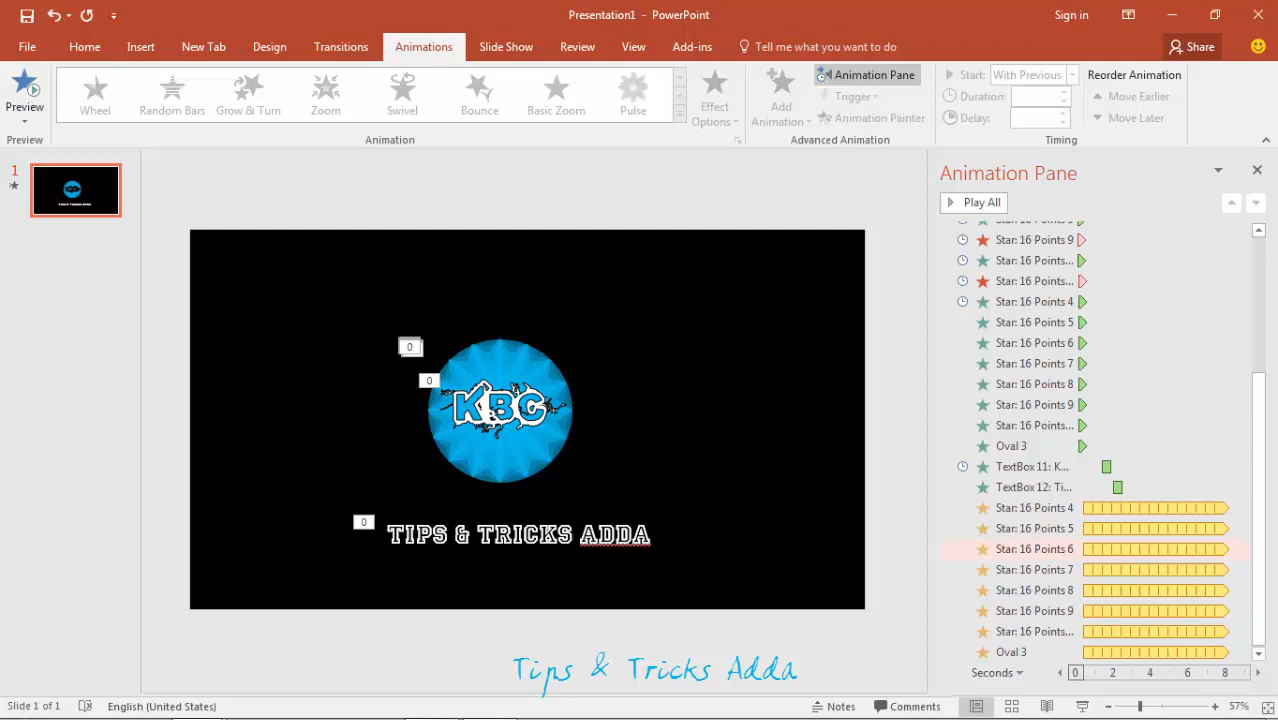 Presentation1 - PowerPoint
Sign in
File Home Insert New Tab Design Transitions Animations Slide Show Review View Add-ins Tell me what you want to do Share
Preview
Wheel Random Bars Grow & Turn Zoom Swivel Bounce Basic Zoom Pulse
Effect Options
Add Animation
Animation Pane
Trigger
Animation Painter
Start: With Previous
Duration:
Delay:
Reorder Animation
Move Earlier
Move Later
Preview Animation Advanced Animation Timing
1
Animation Pane
Play All
Star: 16 Points 9
Star: 16 Points...
Star: 16 Points...
Star: 16 Points 4
Star: 16 Points 5
Star: 16 Points 6
Star: 16 Points 7
Star: 16 Points 8
Star: 16 Points 9
Star: 16 Points...
Oval 3
TextBox 11: K...
TextBox 12: Ti...
Star: 16 Points 4
Star: 16 Points 5
Star: 16 Points 6
Star: 16 Points 7
Star: 16 Points 8
Star: 16 Points 9
Star: 16 Points...
Oval 3
Seconds 0 2 4 6 8
0
0
KBC
0
TIPS & TRICKS ADDA
Tips & Tricks Adda
Slide 1 of 1 English (United States) Notes Comments 57%